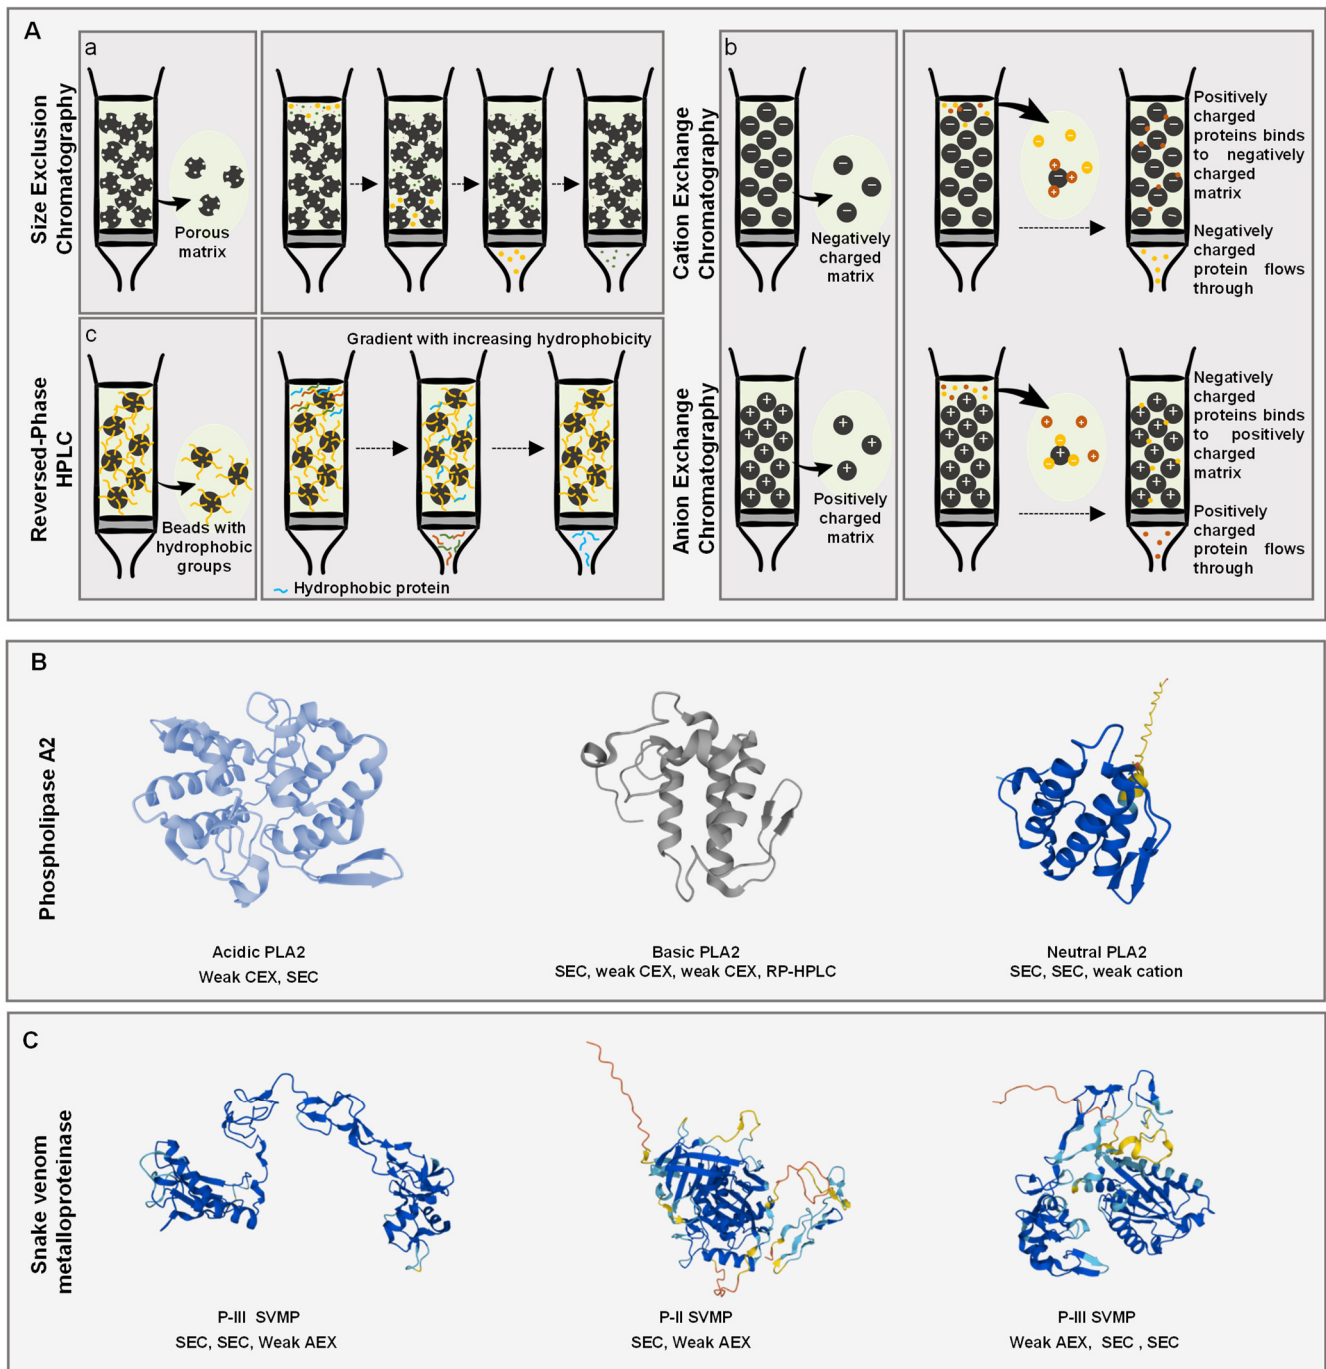 A
a
Size Exclusion
Chromatography
Porous
matrix
b
Cation Exchange
Chromatography
Negatively
charged
matrix
Positively
charged
proteins binds
to negatively
charged
matrix
Negatively
charged
protein flows
through
c
Reversed-Phase
HPLC
Beads with
hydrophobic
groups
Gradient with increasing hydrophobicity
Hydrophobic protein
Anion Exchange
Chromatography
Positively
charged
matrix
Negatively
charged
proteins binds
to positively
charged
matrix
Positively
charged
protein flows
through
B
Phospholipase A2
Acidic PLA2
Weak CEX, SEC
Basic PLA2
SEC, weak CEX, weak CEX, RP-HPLC
Neutral PLA2
SEC, SEC, weak cation
C
Snake venom
metalloproteinase
P-III SVMP
SEC, SEC, Weak AEX
P-II SVMP
SEC, Weak AEX
P-III SVMP
Weak AEX, SEC , SEC